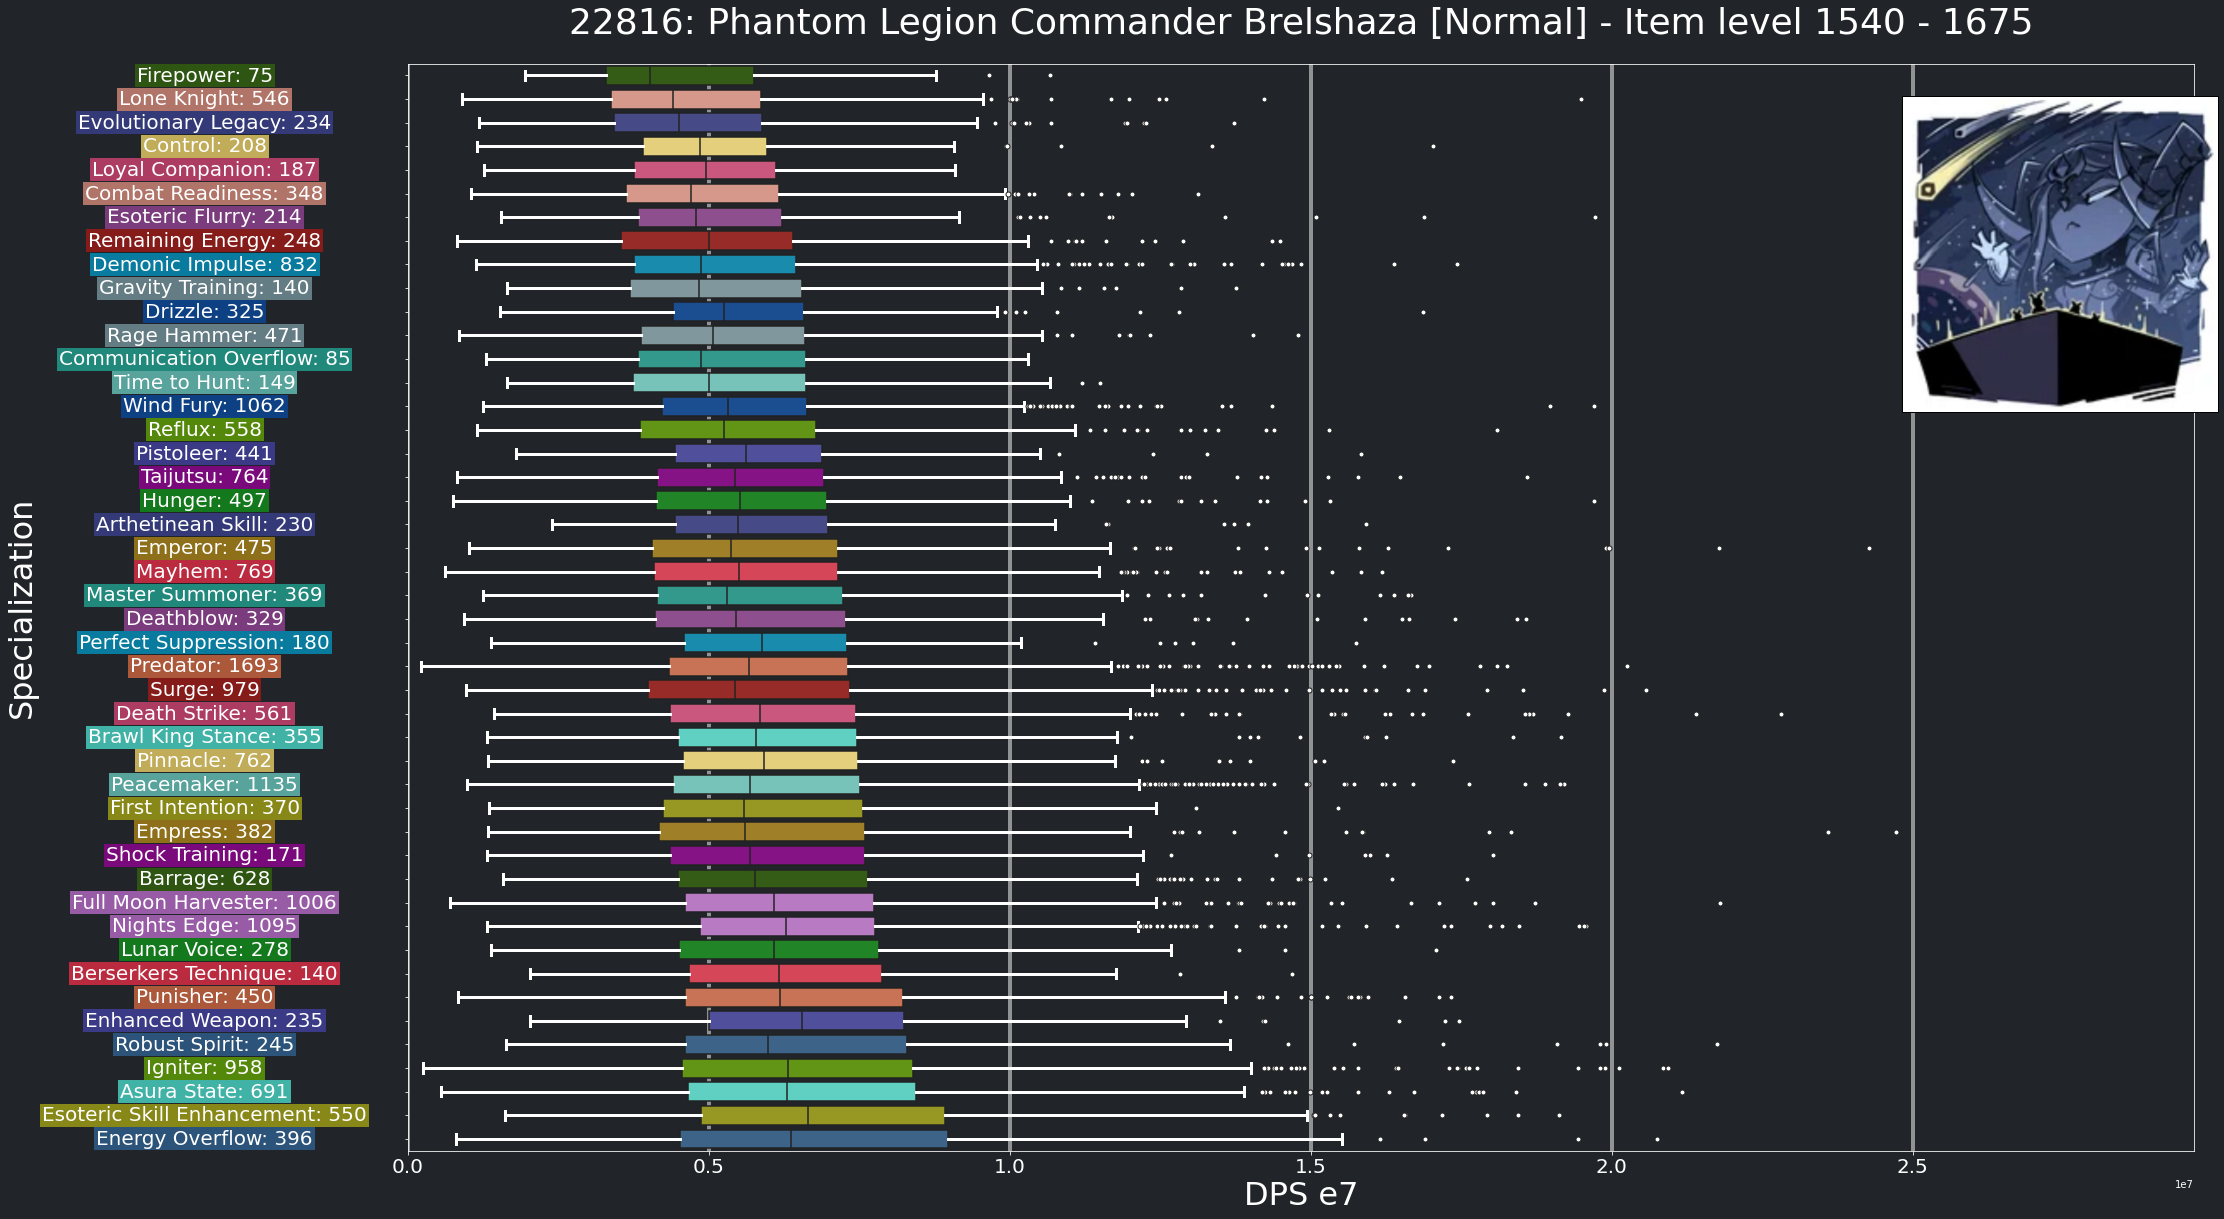 22816: Phantom Legion Commander Brelshaza [Normal] - Item level 1540 - 1675
Specialization
Firepower: 75
Lone Knight: 546
Evolutionary Legacy: 234
Control: 208
Loyal Companion: 187
Combat Readiness: 348
Esoteric Flurry: 214
Remaining Energy: 248
Demonic Impulse: 832
Gravity Training: 140
Drizzle: 325
Rage Hammer: 471
Communication Overflow: 85
Time to Hunt: 149
Wind Fury: 1062
Reflux: 558
Pistoleer: 441
Taijutsu: 764
Hunger: 497
Arthetinean Skill: 230
Emperor: 475
Mayhem: 769
Master Summoner: 369
Deathblow: 329
Perfect Suppression: 180
Predator: 1693
Surge: 979
Death Strike: 561
Brawl King Stance: 355
Pinnacle: 762
Peacemaker: 1135
First Intention: 370
Empress: 382
Shock Training: 171
Barrage: 628
Full Moon Harvester: 1006
Nights Edge: 1095
Lunar Voice: 278
Berserkers Technique: 140
Punisher: 450
Enhanced Weapon: 235
Robust Spirit: 245
Igniter: 958
Asura State: 691
Esoteric Skill Enhancement: 550
Energy Overflow: 396
0.0 0.5 1.0 1.5 2.0 2.5
DPS e7
1e7